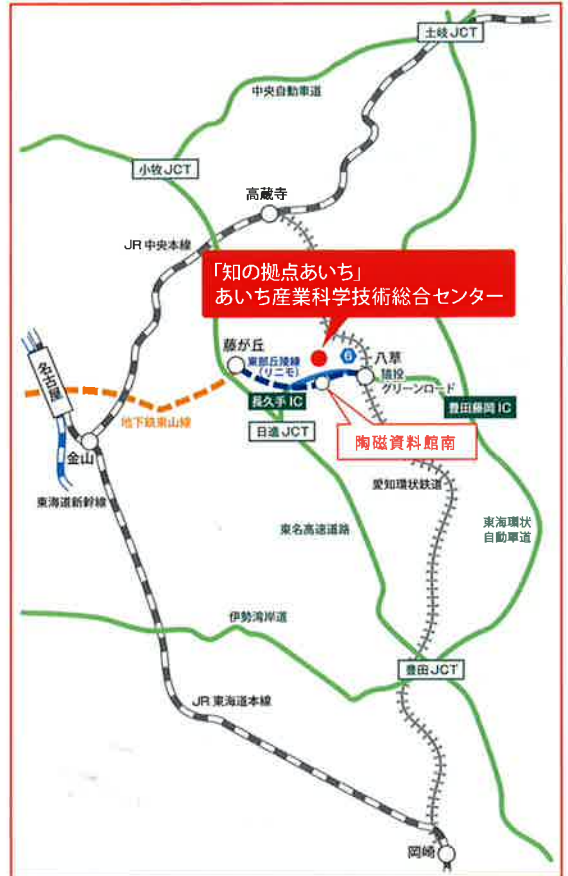 土岐JCT
中央自動車道
小牧JCT
高蔵寺
JR中央本線
「知の拠点あいち」
あいち産業科学技術総合センター
藤が丘
東部丘陵線
(リニモ)
6
八草
猿投
グリーンロード
名古屋
長久手IC
豊田藤岡IC
地下鉄東山線
日進JCT
陶磁資料館南
金山
愛知環状鉄道
東海道新幹線
東名高速道路
東海環状
自動車道
伊勢湾岸道
豊田JCT
JR東海道本線
岡崎